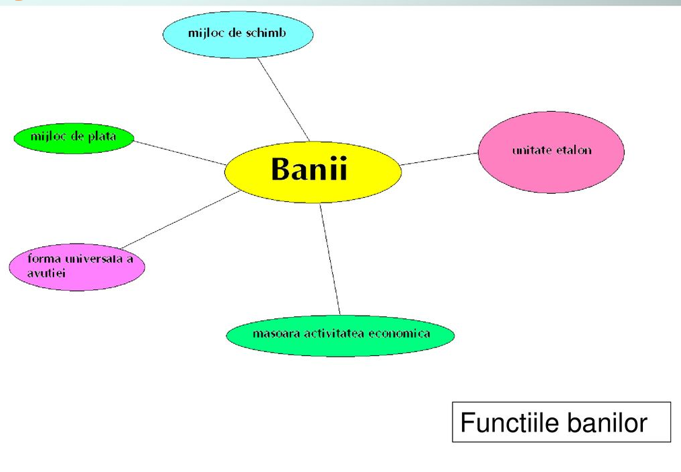 mijloc de schimb
mijloc de plata
unitate etalon
Banii
forma universala a
avutiei
masoara activitatea economica
Functiile banilor